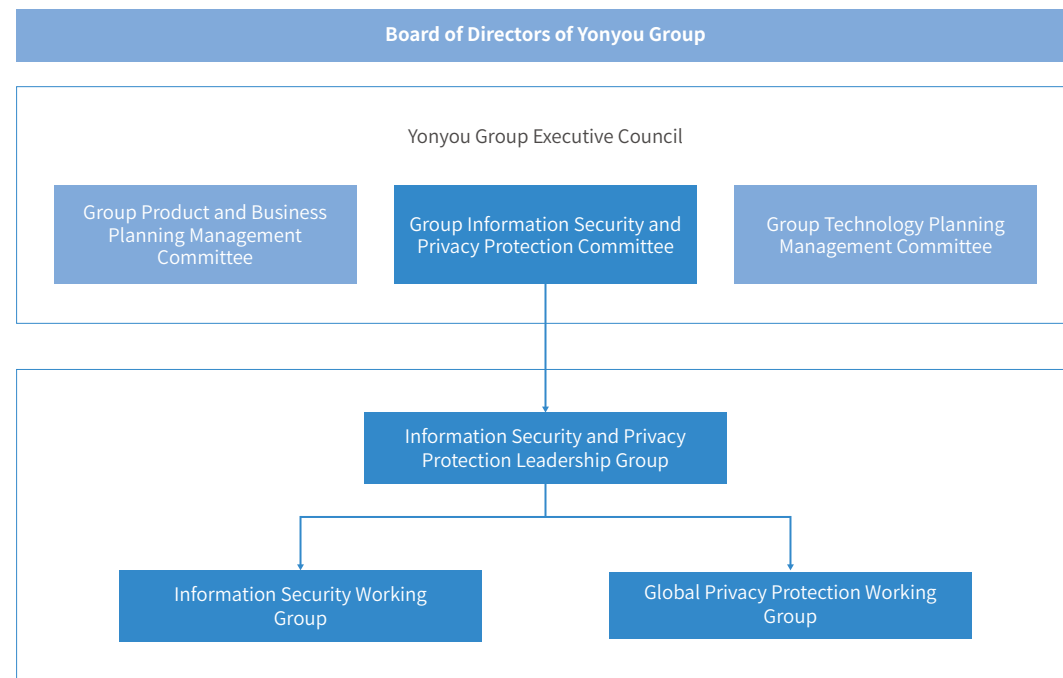 Board of Directors of Yonyou Group
Yonyou Group Executive Council
Group Product and Business
Planning Management
Committee
Group Information Security and
Privacy Protection Committee
Group Technology Planning
Management Committee
Information Security and Privacy
Protection Leadership Group
Information Security Working
Group
Global Privacy Protection Working
Group